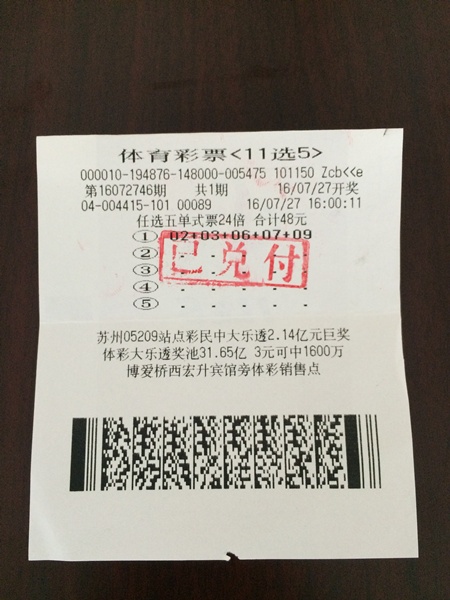 体育彩票<11选5>
000010-194876-148000-005475 101150 Zcb<<e
第16072746期 共1期 16/07/27开奖
04-004415-101 00089 16/07/27 16:00:11
任选五单式票24倍 合计48元
① 02+03+06+07+09
② - - - - -
③ - - - - -
④ - - - - -
⑤ - - - - -
已兑付
苏州05209站点彩民中大乐透2.14亿元巨奖
体彩大乐透奖池31.65亿 3元可中1600万
博爱桥西宏升宾馆旁体彩销售点